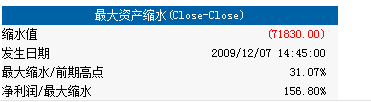 最大资产缩水(Close-Close)
缩水值 (71830.00)
发生日期 2009/12/07 14:45:00
最大缩水/前期高点 31.07%
净利润/最大缩水 156.80%